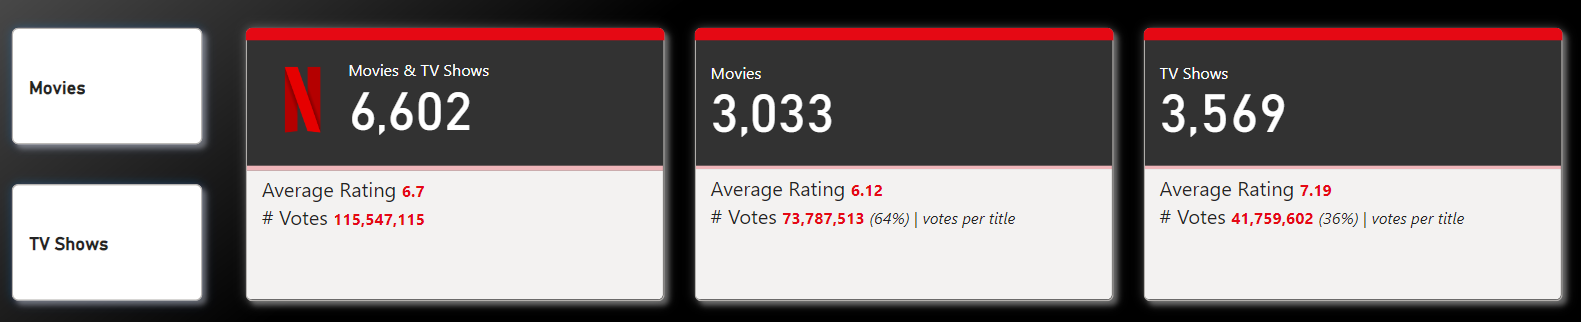 Movies
TV Shows
Movies & TV Shows
6,602
Average Rating 6.7
# Votes 115,547,115
Movies
3,033
Average Rating 6.12
# Votes 73,787,513 (64%) | votes per title
TV Shows
3,569
Average Rating 7.19
# Votes 41,759,602 (36%) | votes per title